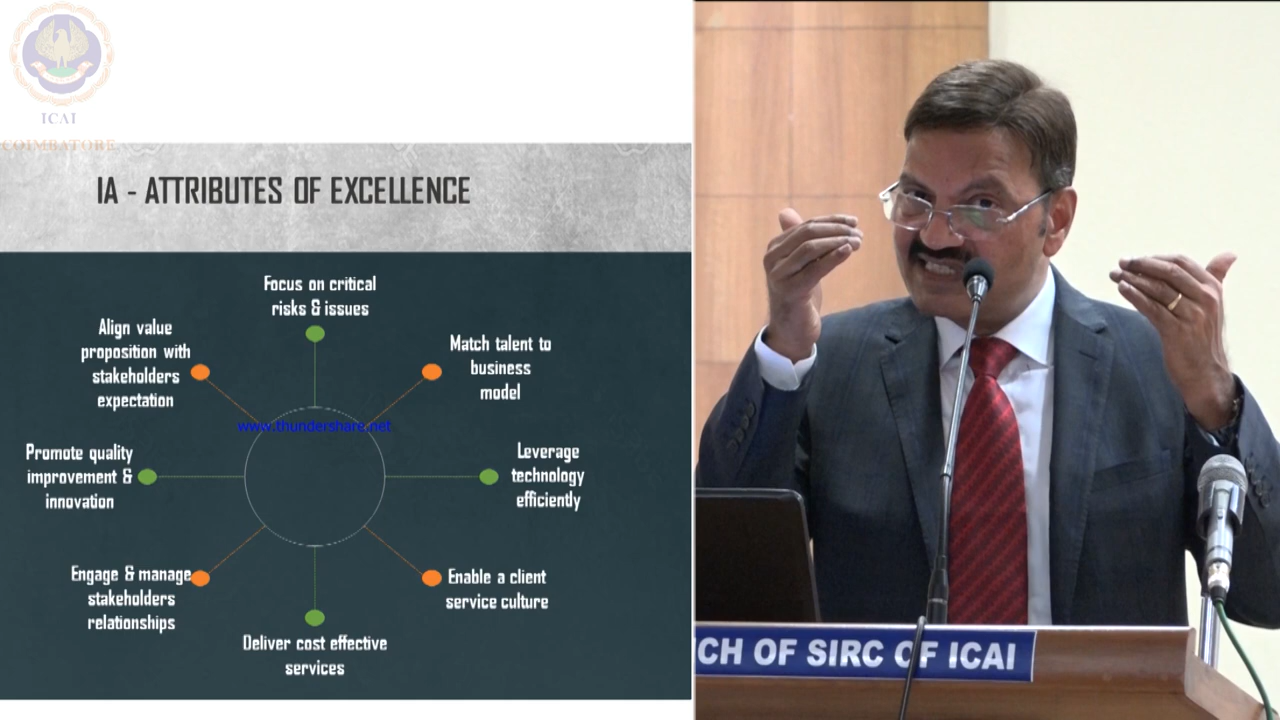 ICAI
COIMBATORE
IA - ATTRIBUTES OF EXCELLENCE
Focus on critical
risks & issues
Match talent to
business
model
Leverage
technology
efficiently
Enable a client
service culture
Deliver cost effective
services
Engage & manage
stakeholders
relationships
Promote quality
improvement &
innovation
Align value
proposition with
stakeholders
expectation
www.thundershare.net
CH OF SIRC OF ICAI